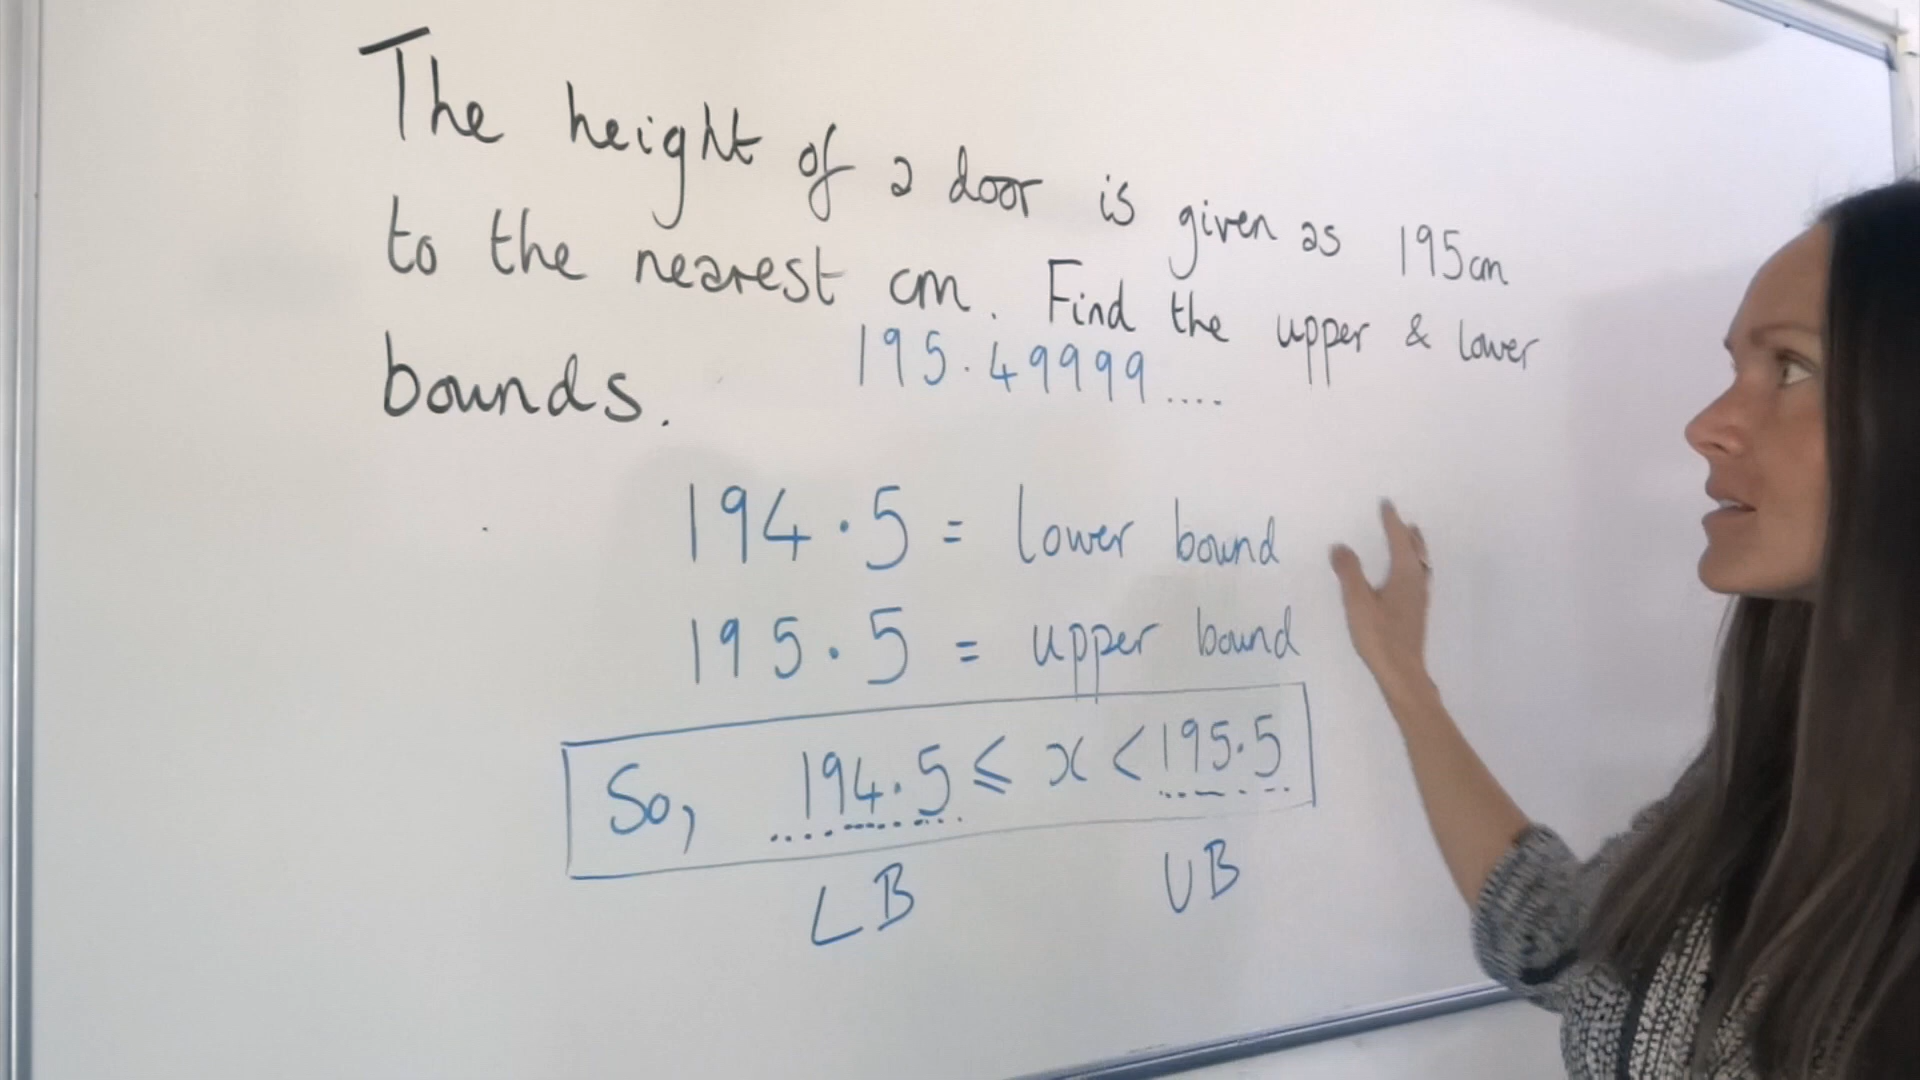 The height of a door is given as 195cm
to the nearest cm. Find the upper & lower
bounds.
195.49999....
194.5 = lower bound
195.5 = upper bound
So, 194.5 ⩽ x < 195.5
LB UB